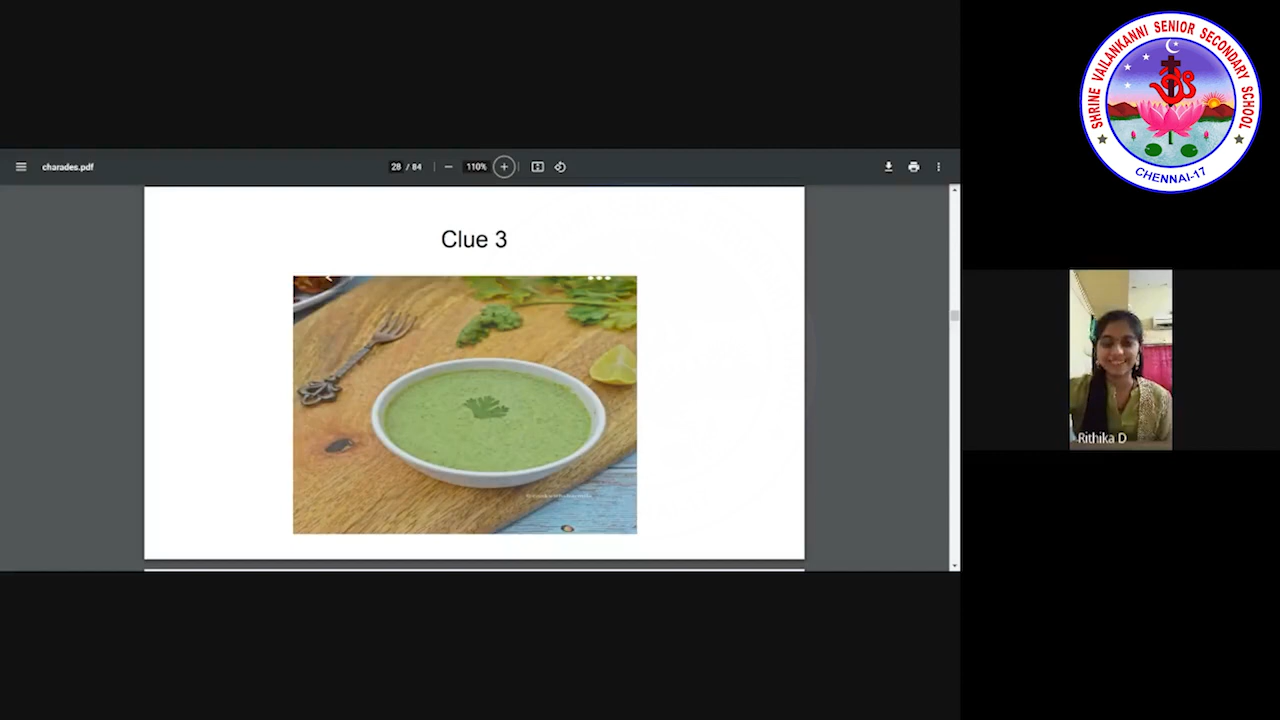 charades.pdf
28 / 84
110%
Clue 3
SHRINE VAILANKANNI SENIOR SECONDARY SCHOOL
CHENNAI-17
Rithika D